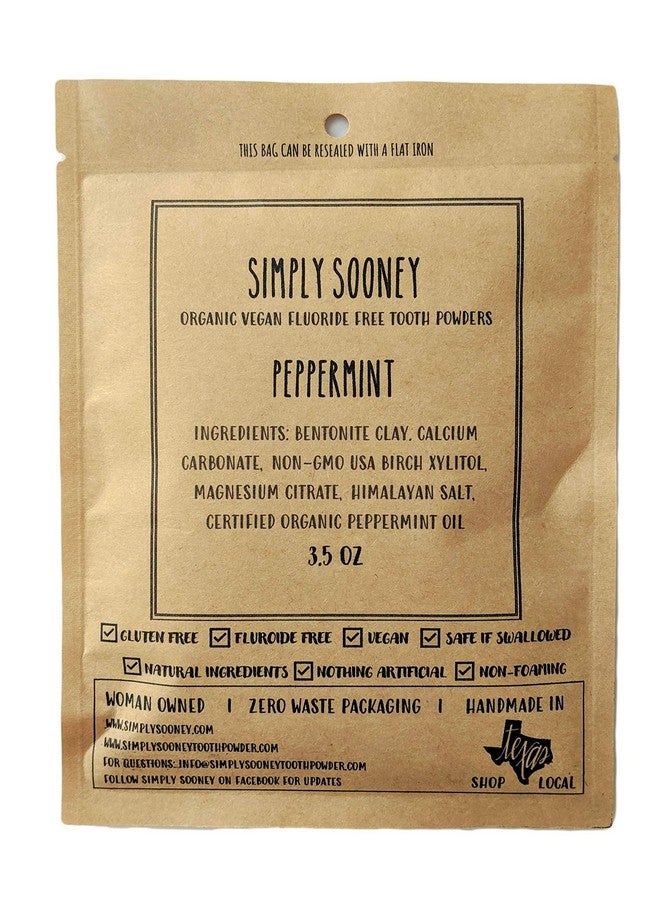 THIS BAG CAN BE RESEALED WITH A FLAT IRON
SIMPLY SOONEY
ORGANIC VEGAN FLUORIDE FREE TOOTH POWDERS
PEPPERMINT
INGREDIENTS: BENTONITE CLAY, CALCIUM
CARBONATE, NON-GMO USA BIRCH XYLITOL,
MAGNESIUM CITRATE, HIMALAYAN SALT,
CERTIFIED ORGANIC PEPPERMINT OIL
3.5 OZ
GLUTEN FREE FLUROIDE FREE VEGAN SAFE IF SWALLOWED
NATURAL INGREDIENTS NOTHING ARTIFICIAL NON-FOAMING
WOMAN OWNED | ZERO WASTE PACKAGING | HANDMADE IN
WWW.SIMPLYSOONEY.COM
WWW.SIMPLYSOONEYTOOTHPOWDER.COM
FOR QUESTIONS: INFO@SIMPLYSOONEYTOOTHPOWDER.COM
FOLLOW SIMPLY SOONEY ON FACEBOOK FOR UPDATES
texas
SHOP LOCAL